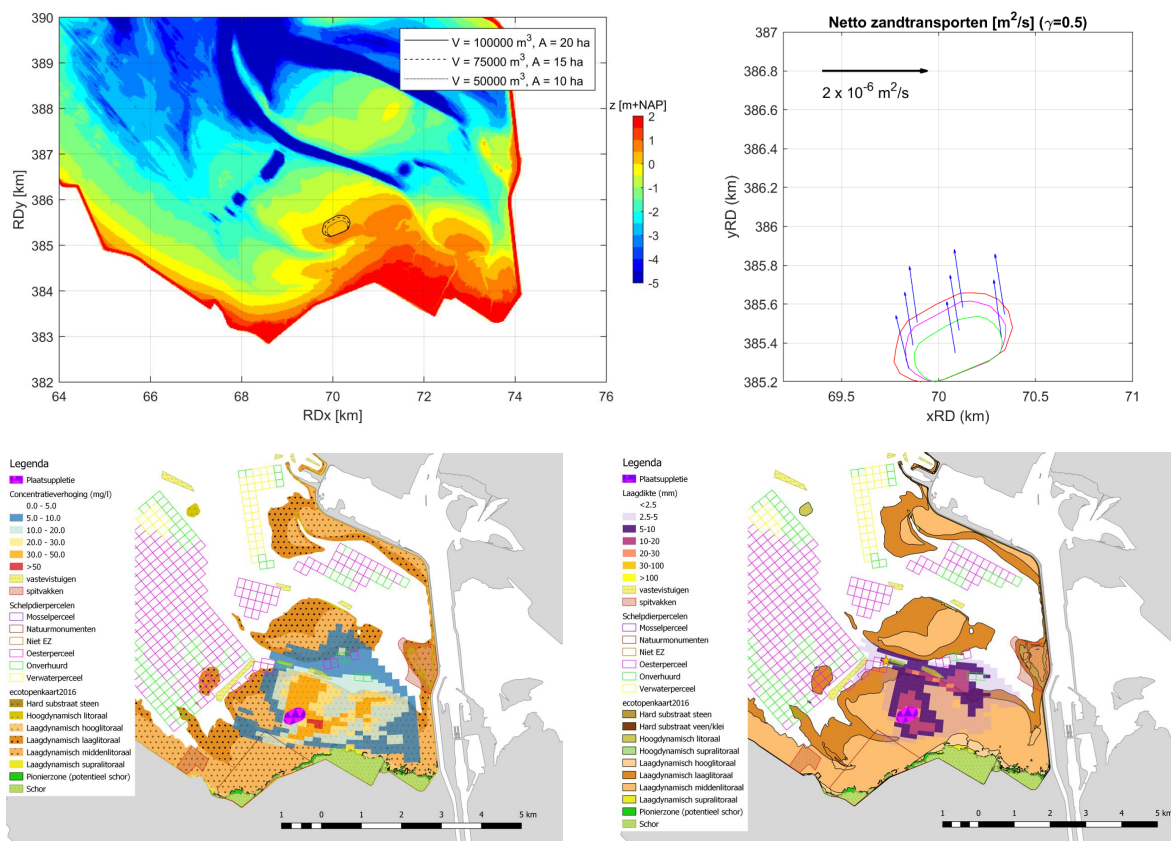 390
389
388
387
386
385
384
383
382
64
66
68
70
72
74
76
RDy [km]
RDx [km]
V = 100000 m³, A = 20 ha
V = 75000 m³, A = 15 ha
V = 50000 m³, A = 10 ha
z [m+NAP]
2
1
0
-1
-2
-3
-4
-5
Netto zandtransporten [m²/s] (γ=0.5)
387
386.8
386.6
386.4
386.2
386
385.8
385.6
385.4
385.2
69.5
70
70.5
71
yRD (km)
xRD (km)
2 x 10⁻⁶ m²/s
Legenda
Plaatsuppletie
Concentratieverhoging (mg/l)
0.0 - 5.0
5.0 - 10.0
10.0 - 20.0
20.0 - 30.0
30.0 - 50.0
>50
vastevistuigen
spitvakken
Schelpdierpercelen
Mosselperceel
Natuurmonumenten
Niet EZ
Oesterperceel
Onverhuurd
Verwaterperceel
ecotopenkaart2016
Hard substraat steen
Hoogdynamisch litoraal
Laagdynamisch hooglitoraal
Laagdynamisch laaglitoraal
Laagdynamisch middenlitoraal
Laagdynamisch supralitoraal
Pionierzone (potentieel schor)
Schor
1 0 1 2 3 4 5 km
Legenda
Plaatsuppletie
Laagdikte (mm)
<2.5
2.5-5
5-10
10-20
20-30
30-100
>100
vastevistuigen
spitvakken
Schelpdierpercelen
Mosselperceel
Natuurmonumenten
Niet EZ
Oesterperceel
Onverhuurd
Verwaterperceel
ecotopenkaart2016
Hard substraat steen
Hard substraat veen/klei
Hoogdynamisch litoraal
Hoogdynamisch supralitoraal
Laagdynamisch hooglitoraal
Laagdynamisch laaglitoraal
Laagdynamisch middenlitoraal
Laagdynamisch supralitoraal
Pionierzone (potentieel schor)
Schor
1 0 1 2 3 4 5 km